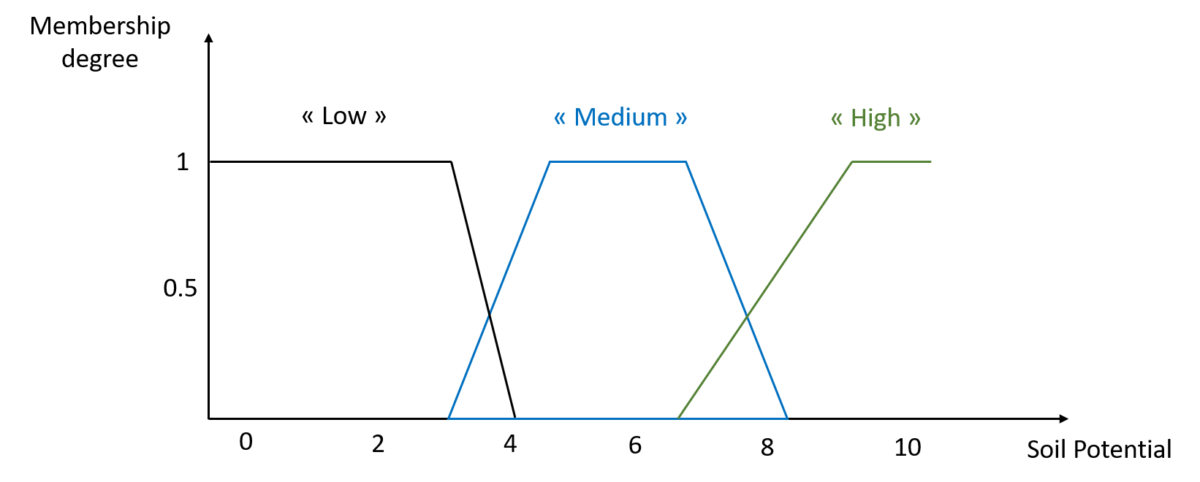 Membership
degree
« Low »
« Medium »
« High »
1
0.5
0
2
4
6
8
10
Soil Potential